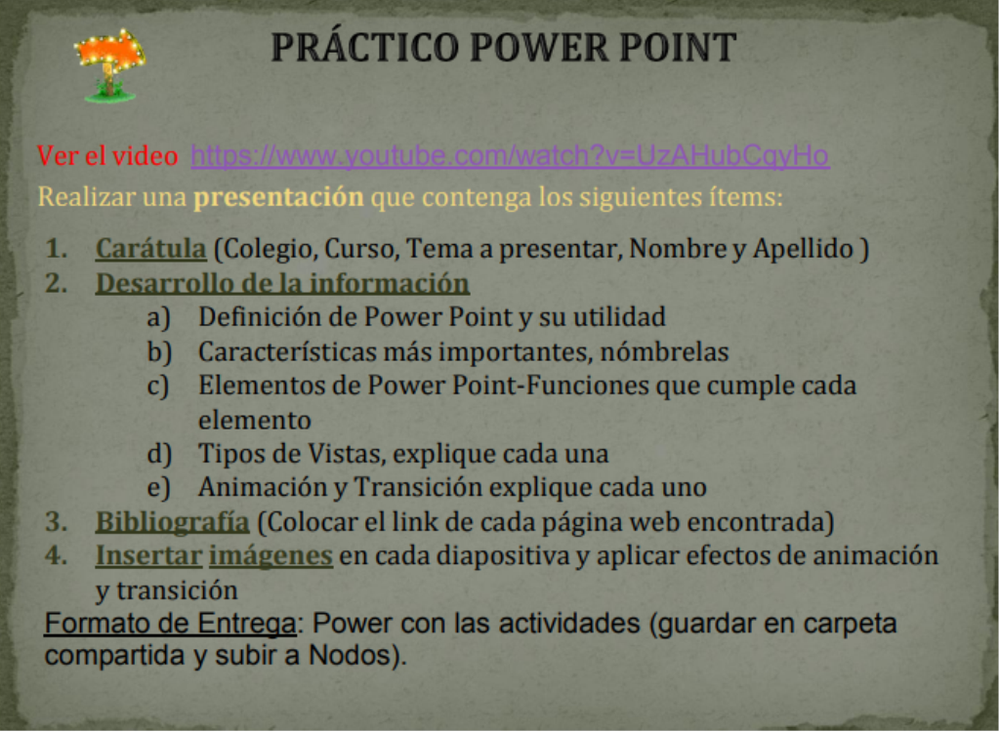 PRÁCTICO POWER POINT
Ver el video https://www.youtube.com/watch?v=UzAHubCqyHo
Realizar una presentación que contenga los siguientes ítems:
1. Carátula (Colegio, Curso, Tema a presentar, Nombre y Apellido )
2. Desarrollo de la información
a) Definición de Power Point y su utilidad
b) Características más importantes, nómbrelas
c) Elementos de Power Point-Funciones que cumple cada
elemento
d) Tipos de Vistas, explique cada una
e) Animación y Transición explique cada uno
3. Bibliografía (Colocar el link de cada página web encontrada)
4. Insertar imágenes en cada diapositiva y aplicar efectos de animación
y transición
Formato de Entrega: Power con las actividades (guardar en carpeta
compartida y subir a Nodos).